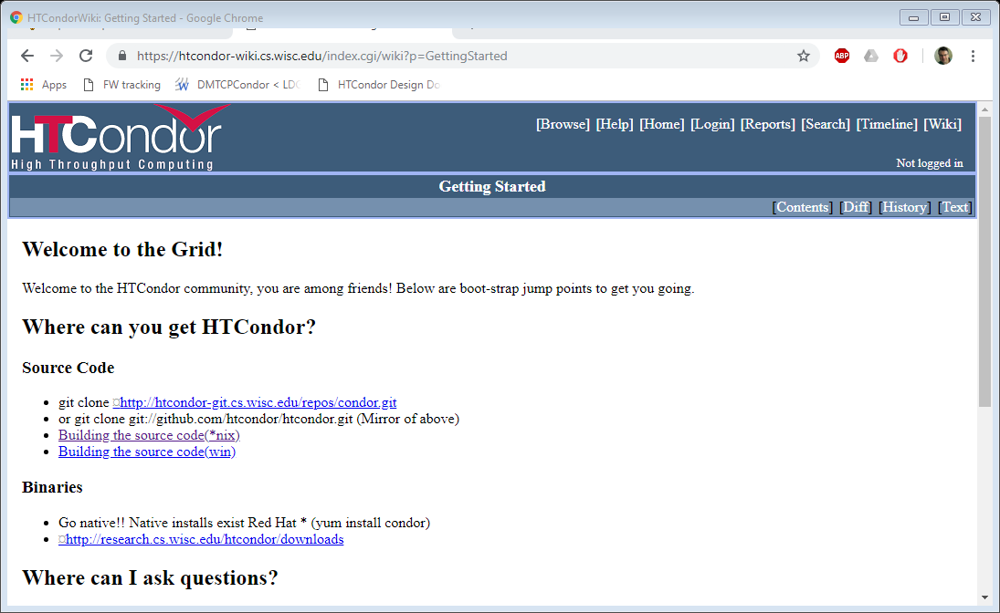 HTCondorWiki: Getting Started - Google Chrome
https://htcondor-wiki.cs.wisc.edu/index.cgi/wiki?p=GettingStarted
ABP
Apps FW tracking DMTCPCondor < LDC HTCondor Design Do
HTCondor
High Throughput Computing
[Browse] [Help] [Home] [Login] [Reports] [Search] [Timeline] [Wiki]
Not logged in
Getting Started
[Contents] [Diff] [History] [Text]
Welcome to the Grid!
Welcome to the HTCondor community, you are among friends! Below are boot-strap jump points to get you going.
Where can you get HTCondor?
Source Code
• git clone ¤http://htcondor-git.cs.wisc.edu/repos/condor.git
• or git clone git://github.com/htcondor/htcondor.git (Mirror of above)
• Building the source code(*nix)
• Building the source code(win)
Binaries
• Go native!! Native installs exist Red Hat * (yum install condor)
• ¤http://research.cs.wisc.edu/htcondor/downloads
Where can I ask questions?